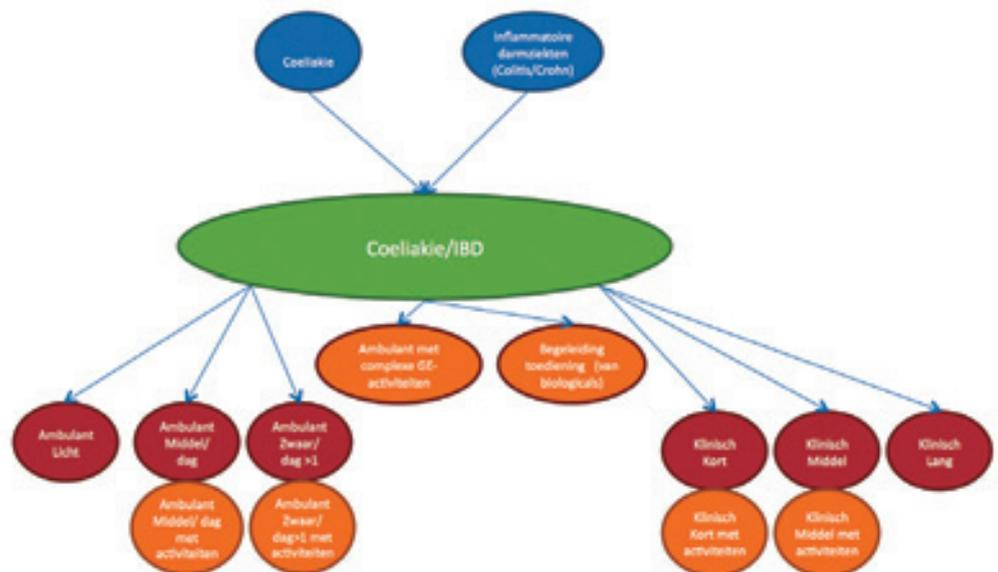 Coeliakie
Inflammatoire
darmziekten
(Colitis/Crohn)
Coeliakie/IBD
Ambulant met
complexe GE-
activiteiten
Begeleiding
toediening (van
biologicals)
Ambulant
Licht
Ambulant
Middel/
dag
Ambulant
Zwaar/
dag >1
Klinisch
Kort
Klinisch
Middel
Klinisch
Lang
Ambulant
Middel/ dag
met
activiteiten
Ambulant
Zwaar/
dag>1 met
activiteiten
Klinisch
Kort met
activiteiten
Klinisch
Middel met
activiteiten